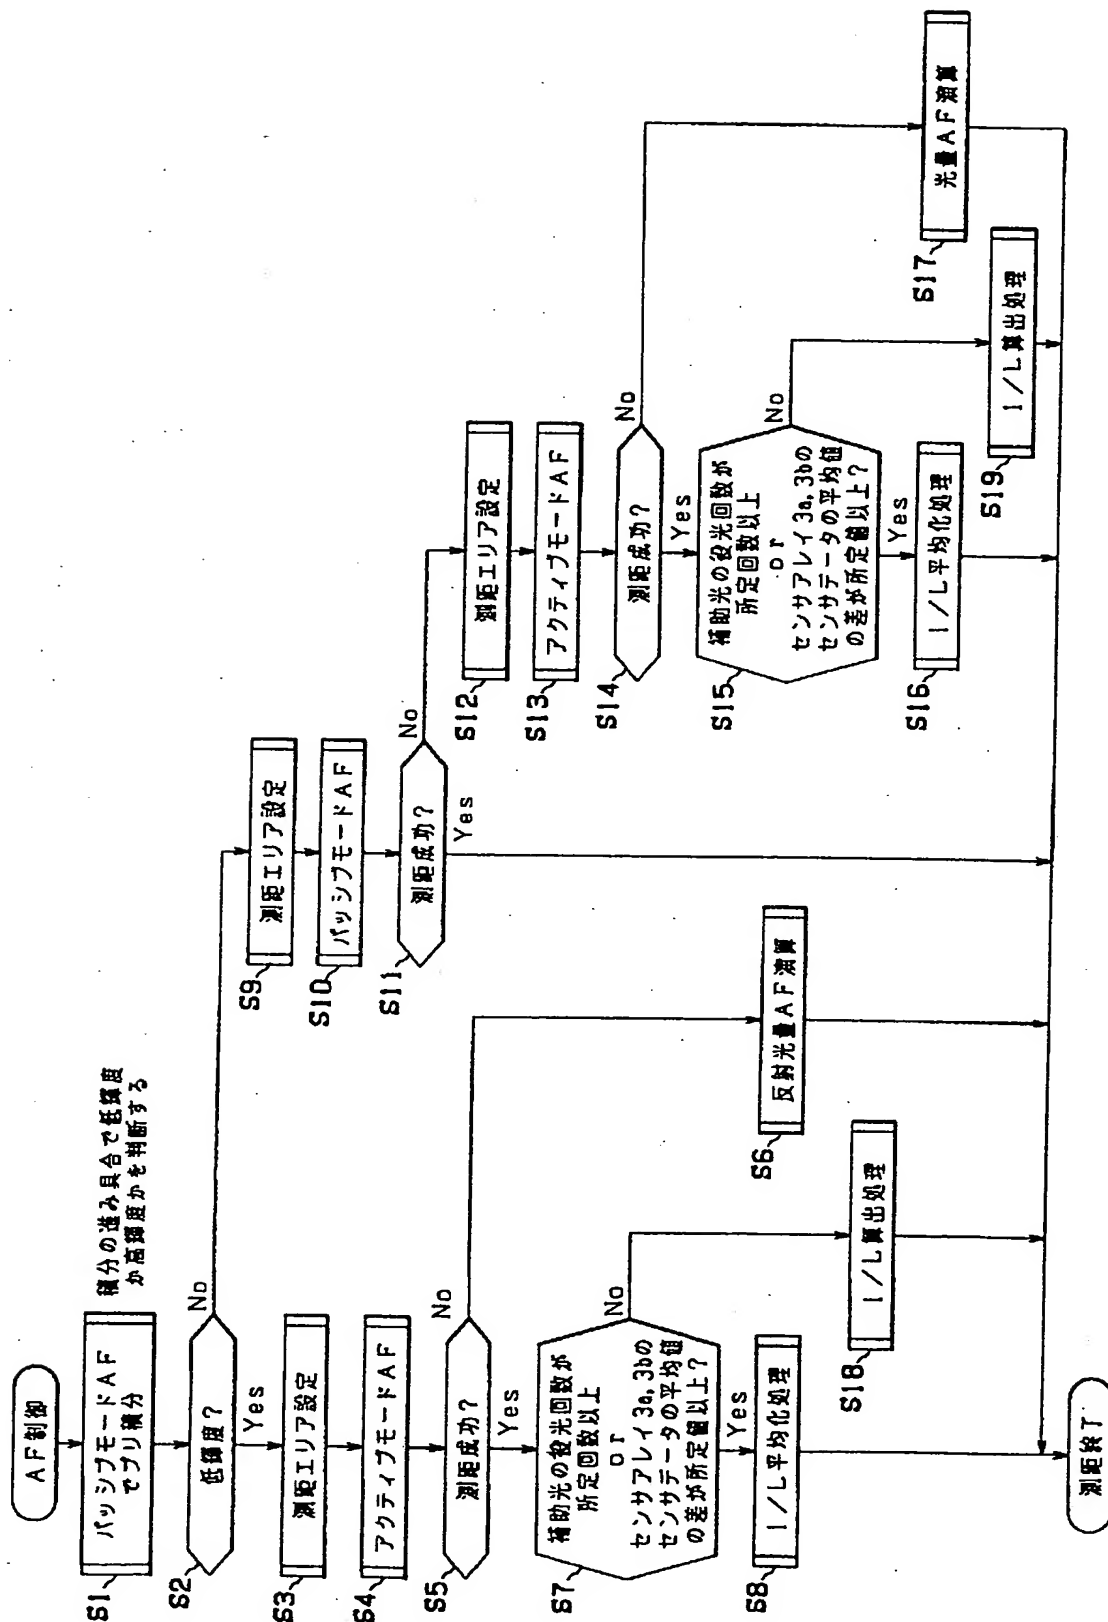 AF制御
S1
パッシブモードAF
でプリ積分
積分の進み具合で低輝度
か高輝度かを判断する
S2
低輝度?
No
Yes
S3
測距エリア設定
S4
アクティブモードAF
S5
測距成功?
No
Yes
S7
補助光の投光回数が
所定回数以上
or
センサアレイ3a,3bの
センサデータの平均値
の差が所定値以上?
No
Yes
S8
1/L平均化処理
S18
1/L算出処理
S6
反射光量AF演算
S9
測距エリア設定
S10
パッシブモードAF
S11
測距成功?
No
Yes
S12
測距エリア設定
S13
アクティブモードAF
S14
測距成功?
No
Yes
S15
補助光の投光回数が
所定回数以上
or
センサアレイ3a,3bの
センサデータの平均値
の差が所定値以上?
No
Yes
S16
1/L平均化処理
S19
1/L算出処理
S17
光量AF演算
測距終了